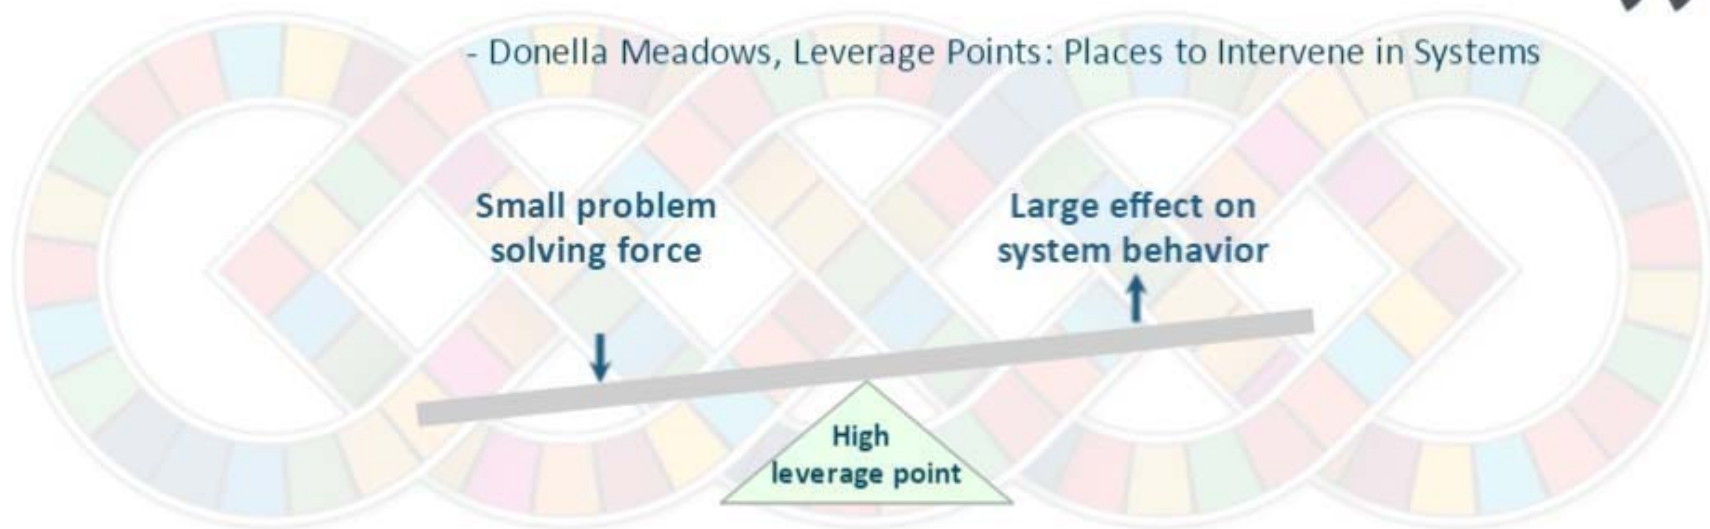 - Donella Meadows, Leverage Points: Places to Intervene in Systems
Small problem
solving force
Large effect on
system behavior
High
leverage point